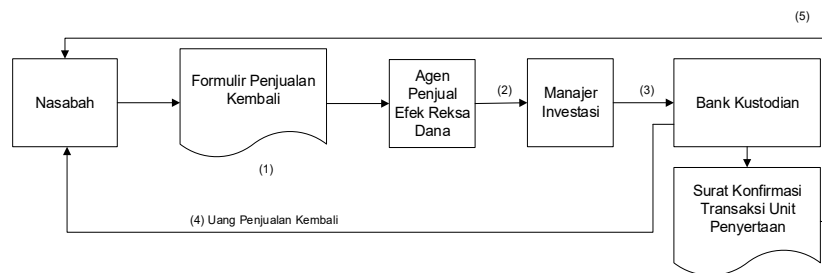 (5)
Nasabah
Formulir Penjualan
Kembali
(1)
Agen
Penjual
Efek Reksa
Dana
(2)
Manajer
Investasi
(3)
Bank Kustodian
(4) Uang Penjualan Kembali
Surat Konfirmasi
Transaksi Unit
Penyertaan